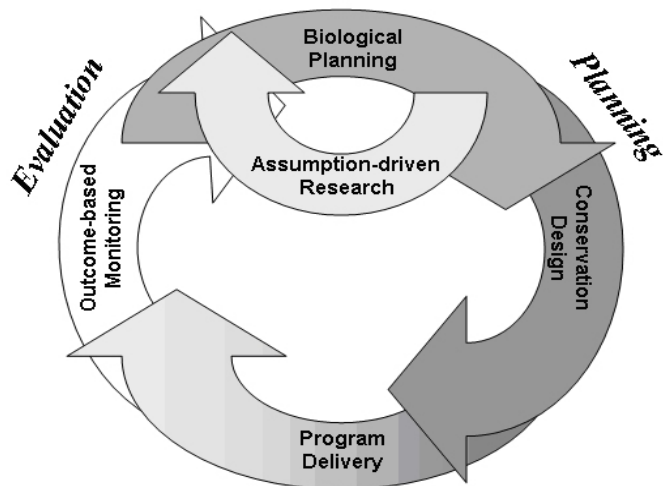 Biological
Planning
Evaluation
Planning
Assumption-driven
Research
Conservation
Design
Outcome-based
Monitoring
Program
Delivery